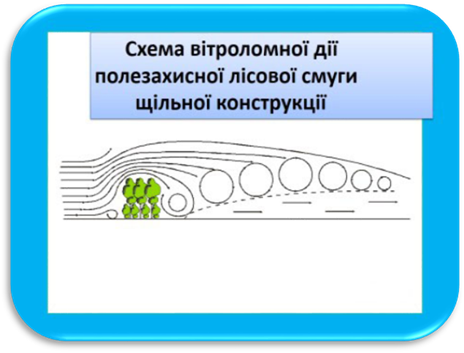 Схема вітроломної дії
полезахисної лісової смуги
щільної конструкції